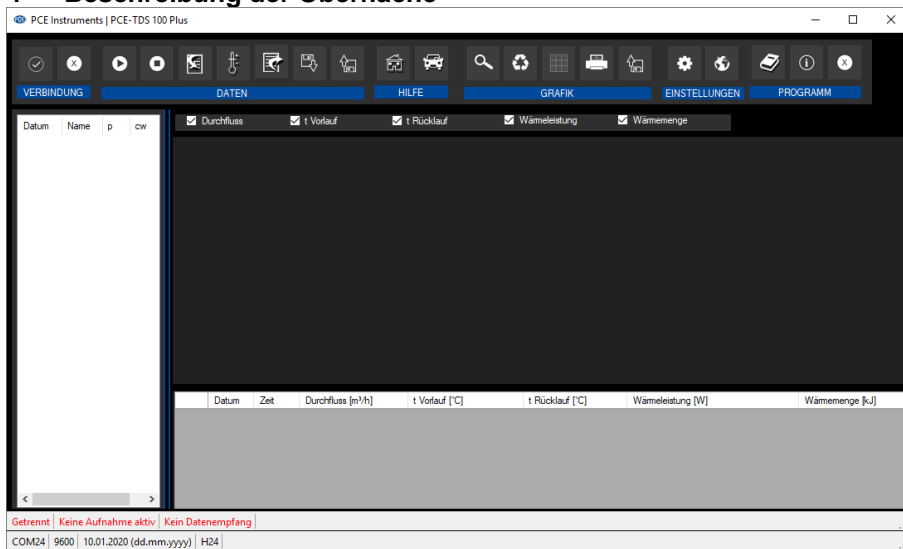 PCE Instruments | PCE-TDS 100 Plus
VERBINDUNG DATEN HILFE GRAFIK EINSTELLUNGEN PROGRAMM
Datum Name p cw
Durchfluss t Vorlauf t Rücklauf Wärmeleistung Wärmemenge
Datum Zeit Durchfluss [m³/h] t Vorlauf [°C] t Rücklauf [°C] Wärmeleistung [W] Wärmemenge [kJ]
Getrennt Keine Aufnahme aktiv Kein Datenempfang
COM24 9600 10.01.2020 (dd.mm.yyyy) H24